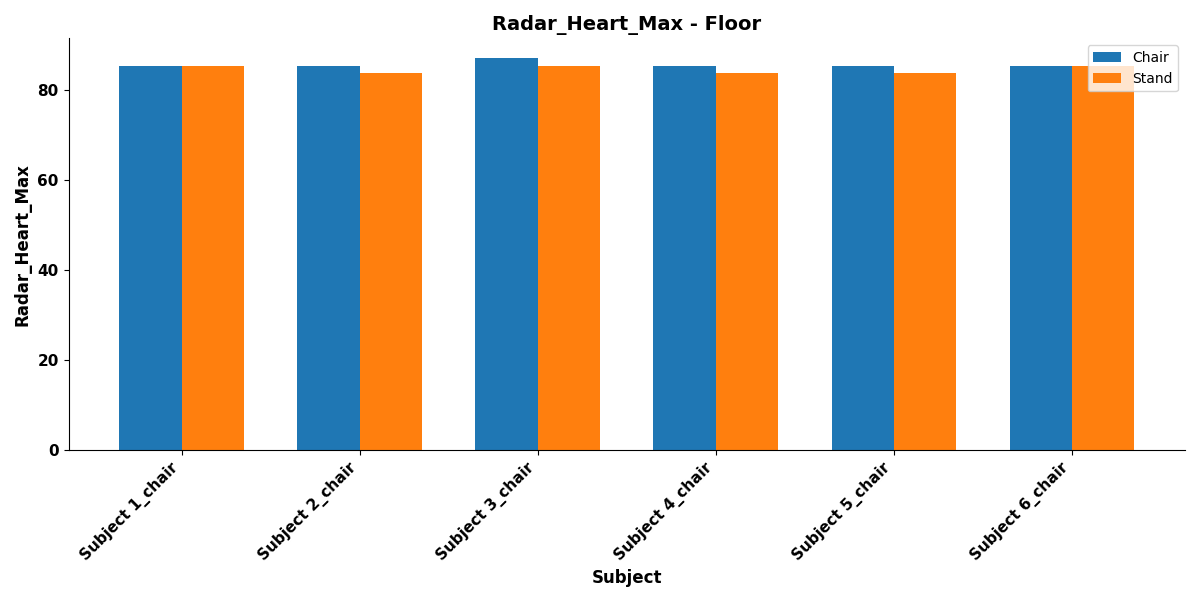 Radar_Heart_Max - Floor
Chair
Stand
Radar_Heart_Max
80
60
40
20
0
Subject 1_chair
Subject 2_chair
Subject 3_chair
Subject 4_chair
Subject 5_chair
Subject 6_chair
Subject